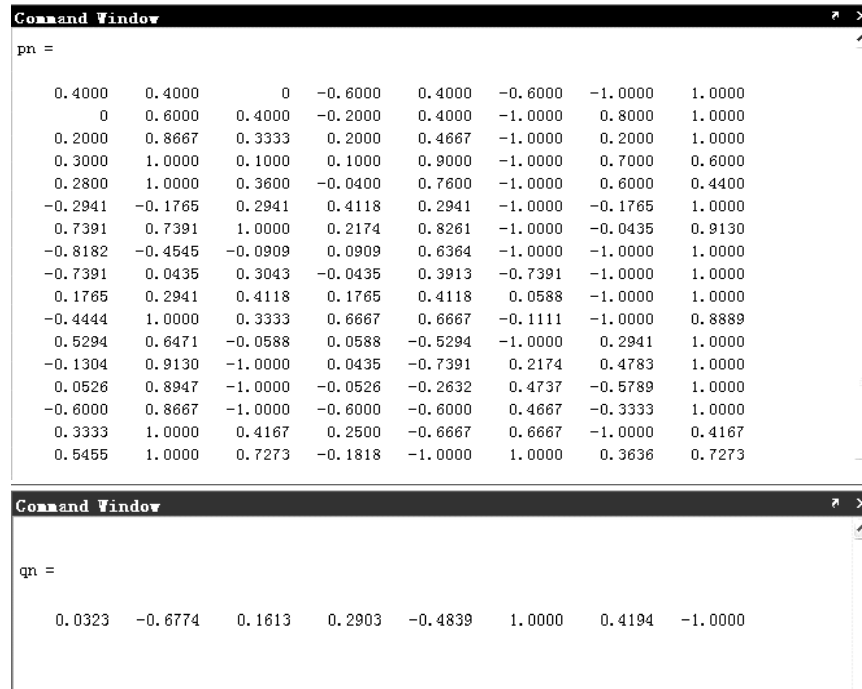 Command Window
pn =
0.4000 0.4000 0 -0.6000 0.4000 -0.6000 -1.0000 1.0000
0 0.6000 0.4000 -0.2000 0.4000 -1.0000 0.8000 1.0000
0.2000 0.8667 0.3333 0.2000 0.4667 -1.0000 0.2000 1.0000
0.3000 1.0000 0.1000 0.1000 0.9000 -1.0000 0.7000 0.6000
0.2800 1.0000 0.3600 -0.0400 0.7600 -1.0000 0.6000 0.4400
-0.2941 -0.1765 0.2941 0.4118 0.2941 -1.0000 -0.1765 1.0000
0.7391 0.7391 1.0000 0.2174 0.8261 -1.0000 -0.0435 0.9130
-0.8182 -0.4545 -0.0909 0.0909 0.6364 -1.0000 -1.0000 1.0000
-0.7391 0.0435 0.3043 -0.0435 0.3913 -0.7391 -1.0000 1.0000
0.1765 0.2941 0.4118 0.1765 0.4118 0.0588 -1.0000 1.0000
-0.4444 1.0000 0.3333 0.6667 0.6667 -0.1111 -1.0000 0.8889
0.5294 0.6471 -0.0588 0.0588 -0.5294 -1.0000 0.2941 1.0000
-0.1304 0.9130 -1.0000 0.0435 -0.7391 0.2174 0.4783 1.0000
0.0526 0.8947 -1.0000 -0.0526 -0.2632 0.4737 -0.5789 1.0000
-0.6000 0.8667 -1.0000 -0.6000 -0.6000 0.4667 -0.3333 1.0000
0.3333 1.0000 0.4167 0.2500 -0.6667 0.6667 -1.0000 0.4167
0.5455 1.0000 0.7273 -0.1818 -1.0000 1.0000 0.3636 0.7273
Command Window
qn =
0.0323 -0.6774 0.1613 0.2903 -0.4839 1.0000 0.4194 -1.0000